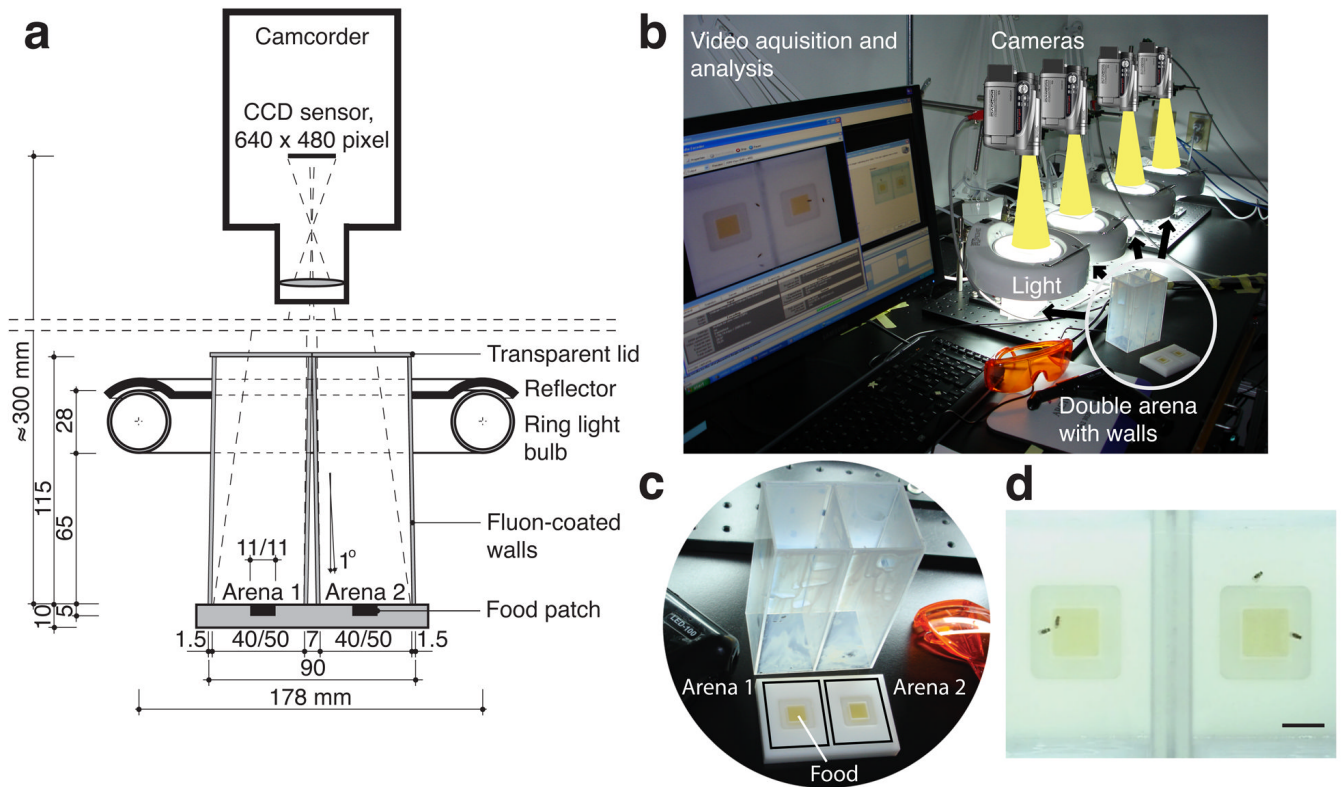 a
Camcorder
CCD sensor,
640 x 480 pixel
≈ 300 mm
115
28
65
10
5
Transparent lid
Reflector
Ring light
bulb
Fluon-coated
walls
Food patch
11/11
1°
Arena 1
Arena 2
1.5
40/50
7
40/50
1.5
90
178 mm
b
Video aquisition and
analysis
Cameras
Light
Double arena
with walls
c
LED-100
Arena 1
Arena 2
Food
d